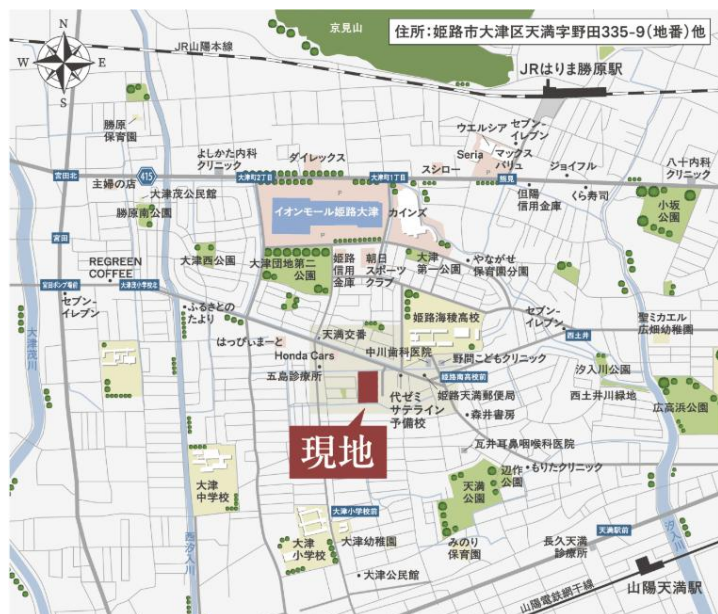 住所：姫路市大津区天満字野田335-9（地番）他
京見山
N
W
E
S
JR山陽本線
JRはりま勝原駅
勝原
保育園
ウエルシア
セブン-
イレブン
よしかた内科
クリニック
ダイレックス
Seria
マックス
バリュ
ジョイフル
八十内科
クリニック
スシロー
宮田北
415
大津町2丁目
大津町1丁目
熊見
主婦の店
大津茂公民館
但陽
信用金庫
くら寿司
イオンモール姫路大津
カインズ
勝原南公園
小坂
公園
P
P
宮田
大津西公園
大津団地第二
公園
姫路
信用
金庫
朝日
スポーツ
クラブ
大津
第一公園
やながせ
保育園分園
REGREEN
COFFEE
大津茂小学校北
セブン-
イレブン
ふるさとの
たより
姫路海稜高校
セブン-
イレブン
聖ミカエル
広畑幼稚園
西土井
大津茂川
天満交番
はっぴぃまーと
中川歯科医院
Honda Cars
野間こどもクリニック
五島診療所
姫路南高校前
汐入川公園
代ゼミ
サテライン
予備校
姫路天満郵便局
西土井川緑地
森井書房
広高浜公園
現地
瓦井耳鼻咽喉科医院
辺作
公園
もりたクリニック
大津
中学校
天満
公園
大津小学校前
西汐入川
大津
小学校
大津幼稚園
みのり
保育園
長久天満
診療所
天満駅前
汐入川
大津公民館
山陽電鉄網干線
山陽天満駅